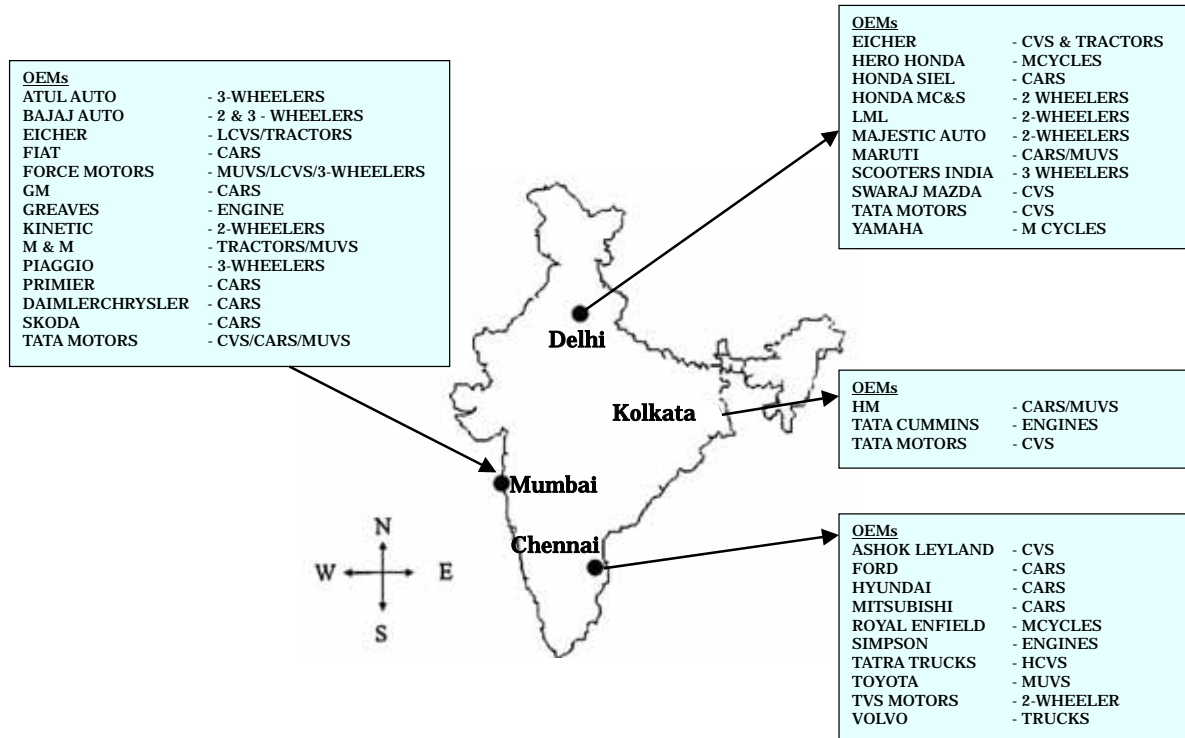 OEMs
ATUL AUTO - 3-WHEELERS
BAJAJ AUTO - 2 & 3 - WHEELERS
EICHER - LCVS/TRACTORS
FIAT - CARS
FORCE MOTORS - MUVS/LCVS/3-WHEELERS
GM - CARS
GREAVES - ENGINE
KINETIC - 2-WHEELERS
M & M - TRACTORS/MUVS
PIAGGIO - 3-WHEELERS
PRIMIER - CARS
DAIMLERCHRYSLER - CARS
SKODA - CARS
TATA MOTORS - CVS/CARS/MUVS
OEMs
EICHER - CVS & TRACTORS
HERO HONDA - MCYCLES
HONDA SIEL - CARS
HONDA MC&S - 2 WHEELERS
LML - 2-WHEELERS
MAJESTIC AUTO - 2-WHEELERS
MARUTI - CARS/MUVS
SCOOTERS INDIA - 3 WHEELERS
SWARAJ MAZDA - CVS
TATA MOTORS - CVS
YAMAHA - M CYCLES
Delhi
Kolkata
Mumbai
Chennai
N
W E
S
OEMs
HM - CARS/MUVS
TATA CUMMINS - ENGINES
TATA MOTORS - CVS
OEMs
ASHOK LEYLAND - CVS
FORD - CARS
HYUNDAI - CARS
MITSUBISHI - CARS
ROYAL ENFIELD - MCYCLES
SIMPSON - ENGINES
TATRA TRUCKS - HCVS
TOYOTA - MUVS
TVS MOTORS - 2-WHEELER
VOLVO - TRUCKS